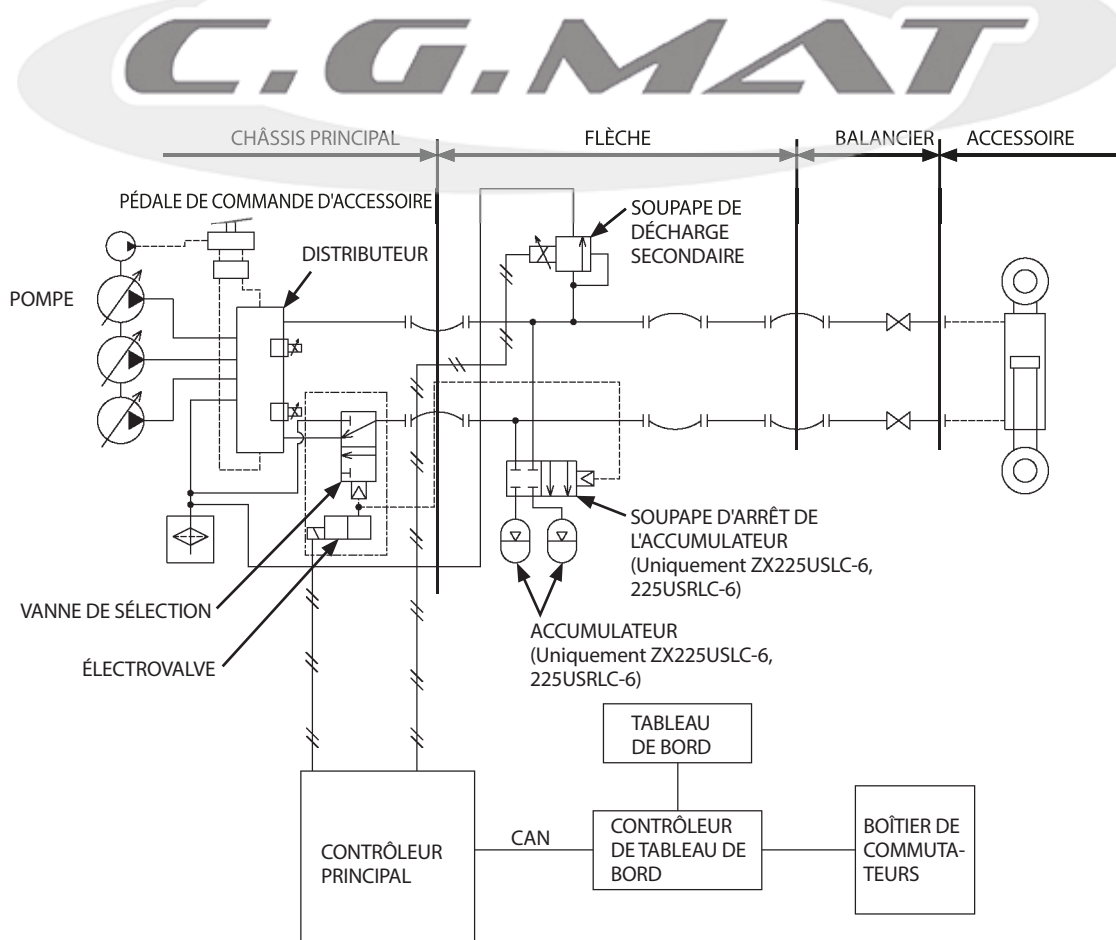 C.G.MAT
CHÂSSIS PRINCIPAL
FLÈCHE
BALANCIER
ACCESSOIRE
PÉDALE DE COMMANDE D'ACCESSOIRE
DISTRIBUTEUR
POMPE
SOUPAPE DE
DÉCHARGE
SECONDAIRE
SOUPAPE D'ARRÊT DE
L'ACCUMULATEUR
(Uniquement ZX225USLC-6,
225USRLC-6)
VANNE DE SÉLECTION
ÉLECTROVALVE
ACCUMULATEUR
(Uniquement ZX225USLC-6,
225USRLC-6)
TABLEAU
DE BORD
CONTRÔLEUR
PRINCIPAL
CAN
CONTRÔLEUR
DE TABLEAU DE
BORD
BOÎTIER DE
COMMUTA-
TEURS